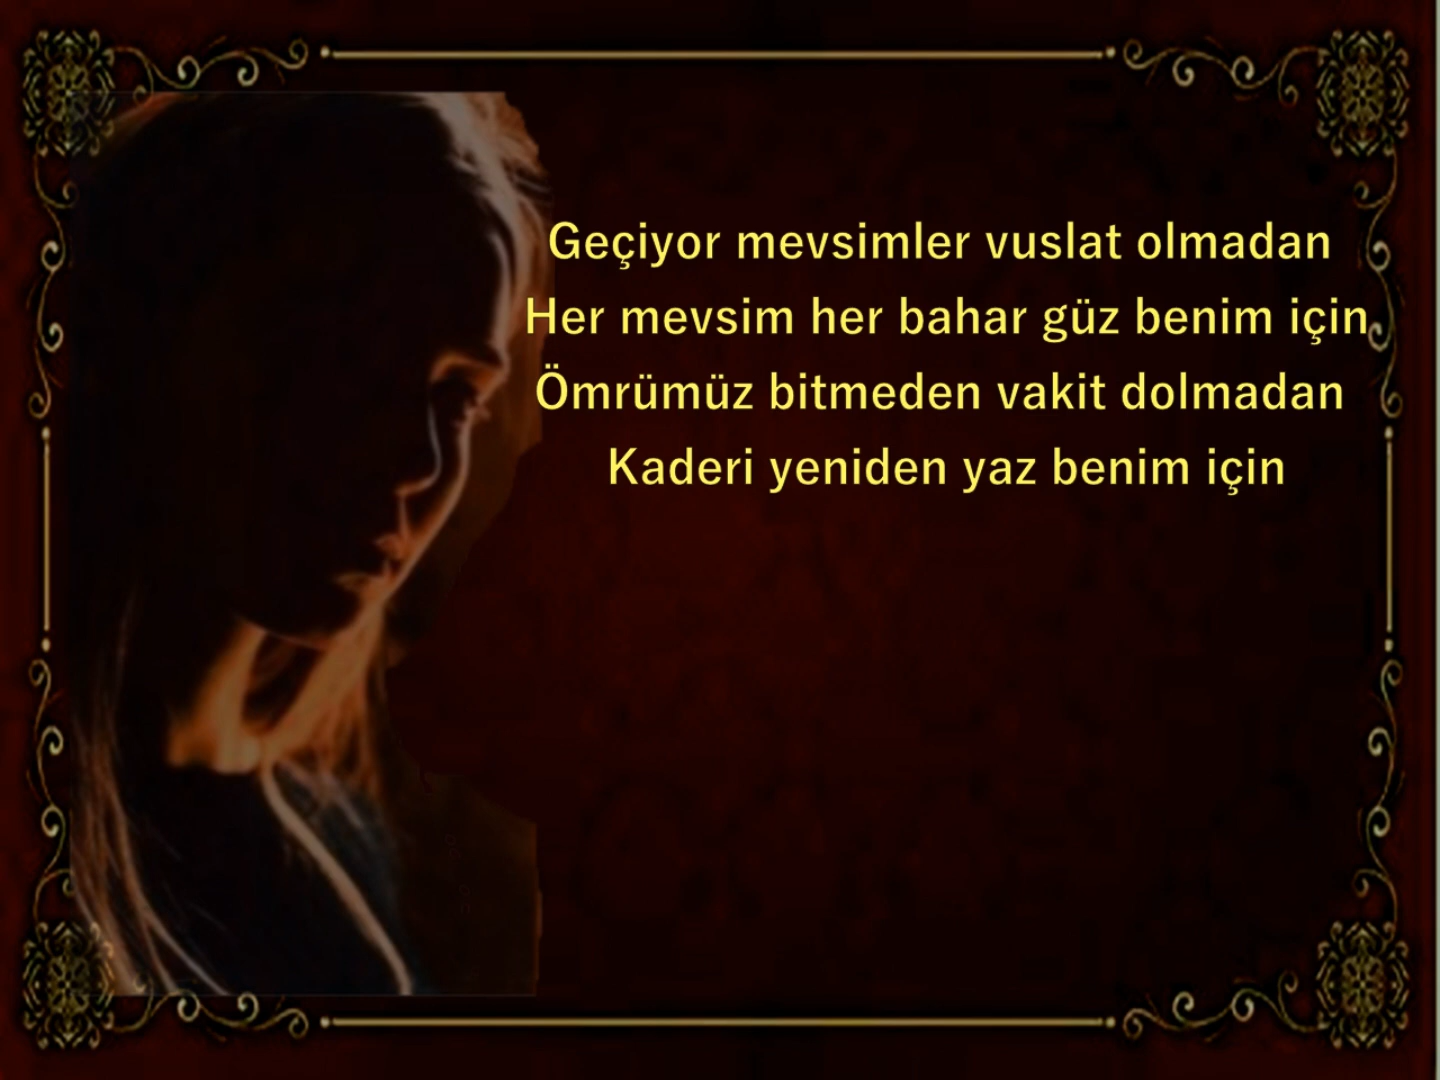 Geçiyor mevsimler vuslat olmadan
Her mevsim her bahar güz benim için
Ömrümüz bitmeden vakit dolmadan
Kaderi yeniden yaz benim için